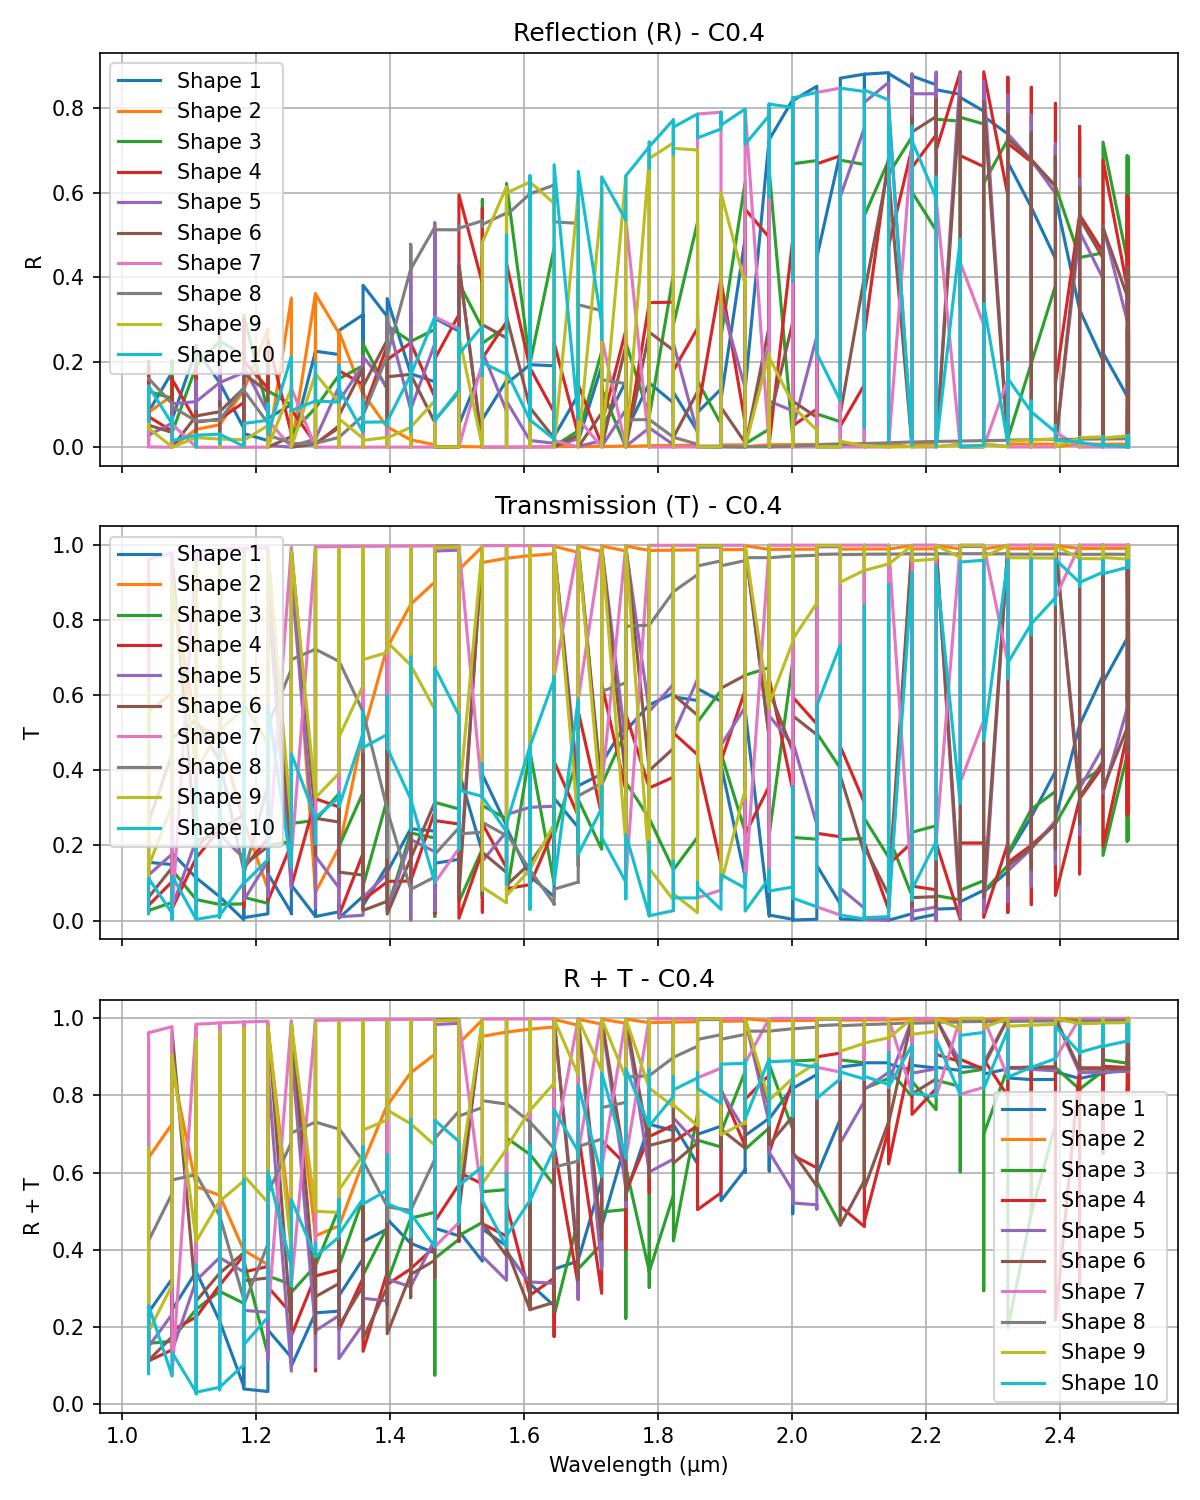 Reflection (R) - C0.4
Shape 1
Shape 2
Shape 3
Shape 4
Shape 5
Shape 6
Shape 7
Shape 8
Shape 9
Shape 10
0.8
0.6
0.4
0.2
0.0
R
Transmission (T) - C0.4
Shape 1
Shape 2
Shape 3
Shape 4
Shape 5
Shape 6
Shape 7
Shape 8
Shape 9
Shape 10
1.0
0.8
0.6
0.4
0.2
0.0
T
R + T - C0.4
1.0
0.8
0.6
0.4
0.2
0.0
R + T
Shape 1
Shape 2
Shape 3
Shape 4
Shape 5
Shape 6
Shape 7
Shape 8
Shape 9
Shape 10
1.0 1.2 1.4 1.6 1.8 2.0 2.2 2.4
Wavelength (μm)